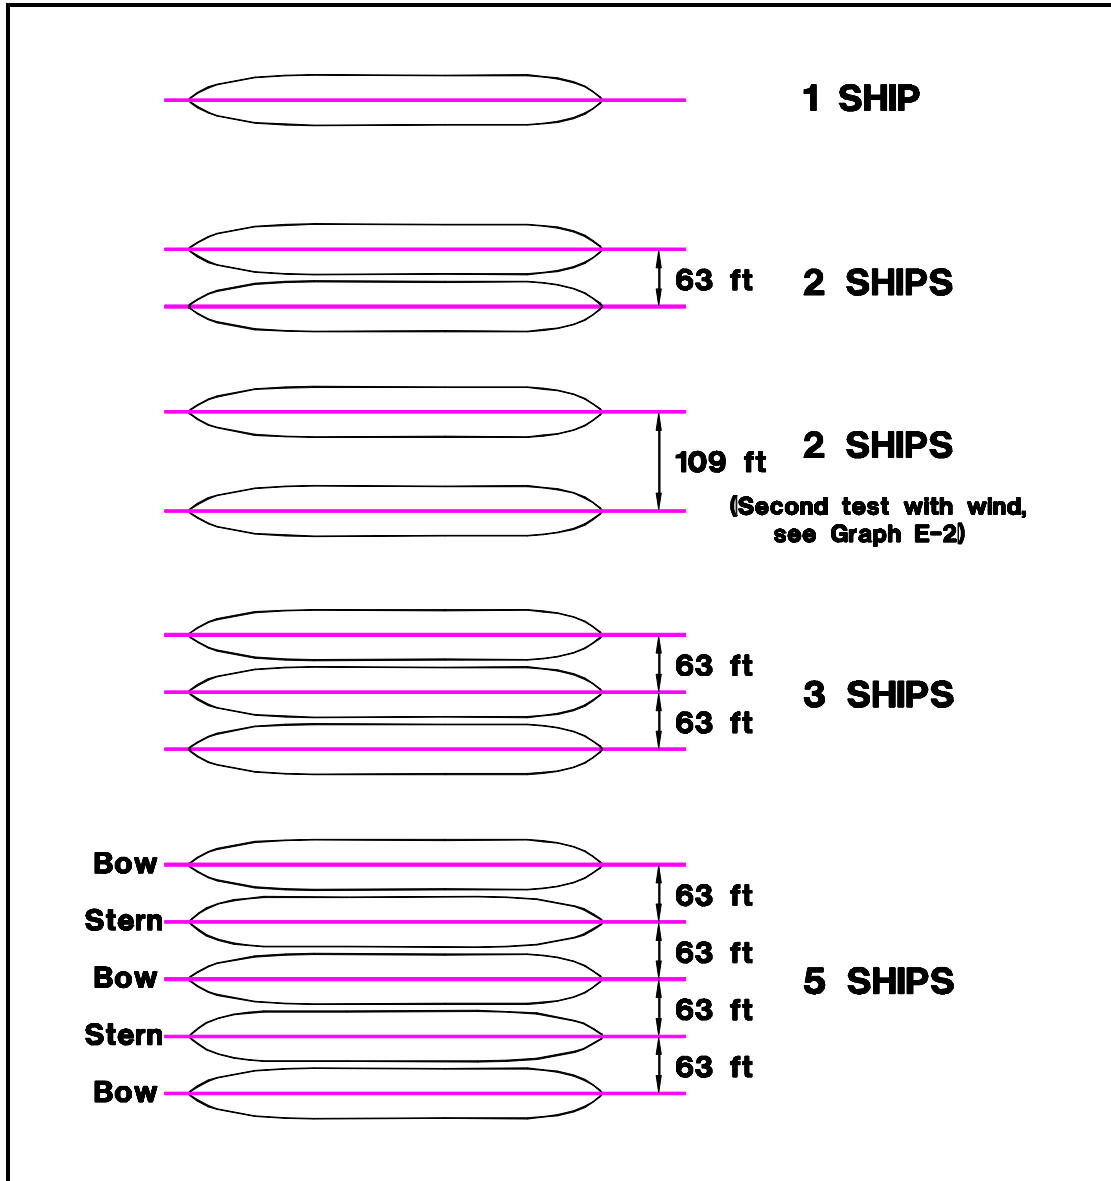 1 SHIP
63 ft
2 SHIPS
109 ft
2 SHIPS
(Second test with wind,
see Graph E-2)
63 ft
63 ft
3 SHIPS
Bow
Stern
Bow
Stern
Bow
63 ft
63 ft
63 ft
63 ft
5 SHIPS